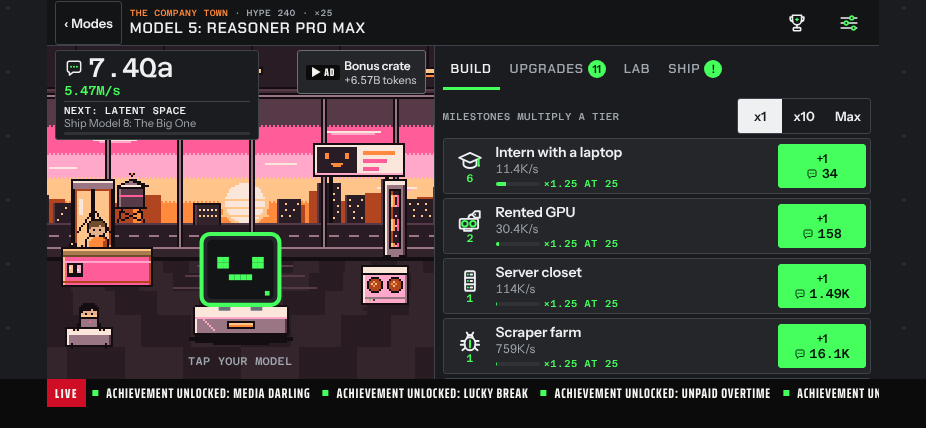 ‹ Modes
THE COMPANY TOWN · HYPE 240 · ×25
MODEL 5: REASONER PRO MAX
7.40a
5.47M/s
NEXT: LATENT SPACE
Ship Model 8: The Big One
AD
Bonus crate
+6.57B tokens
TAP YOUR MODEL
BUILD
UPGRADES 11
LAB
SHIP !
MILESTONES MULTIPLY A TIER
x1
x10
Max
Intern with a laptop
11.4K/s
6
×1.25 AT 25
+1
34
Rented GPU
30.4K/s
2
×1.25 AT 25
+1
158
Server closet
114K/s
1
×1.25 AT 25
+1
1.49K
Scraper farm
759K/s
1
×1.25 AT 25
+1
16.1K
LIVE
ACHIEVEMENT UNLOCKED: MEDIA DARLING
ACHIEVEMENT UNLOCKED: LUCKY BREAK
ACHIEVEMENT UNLOCKED: UNPAID OVERTIME
ACHIEVEMENT UN